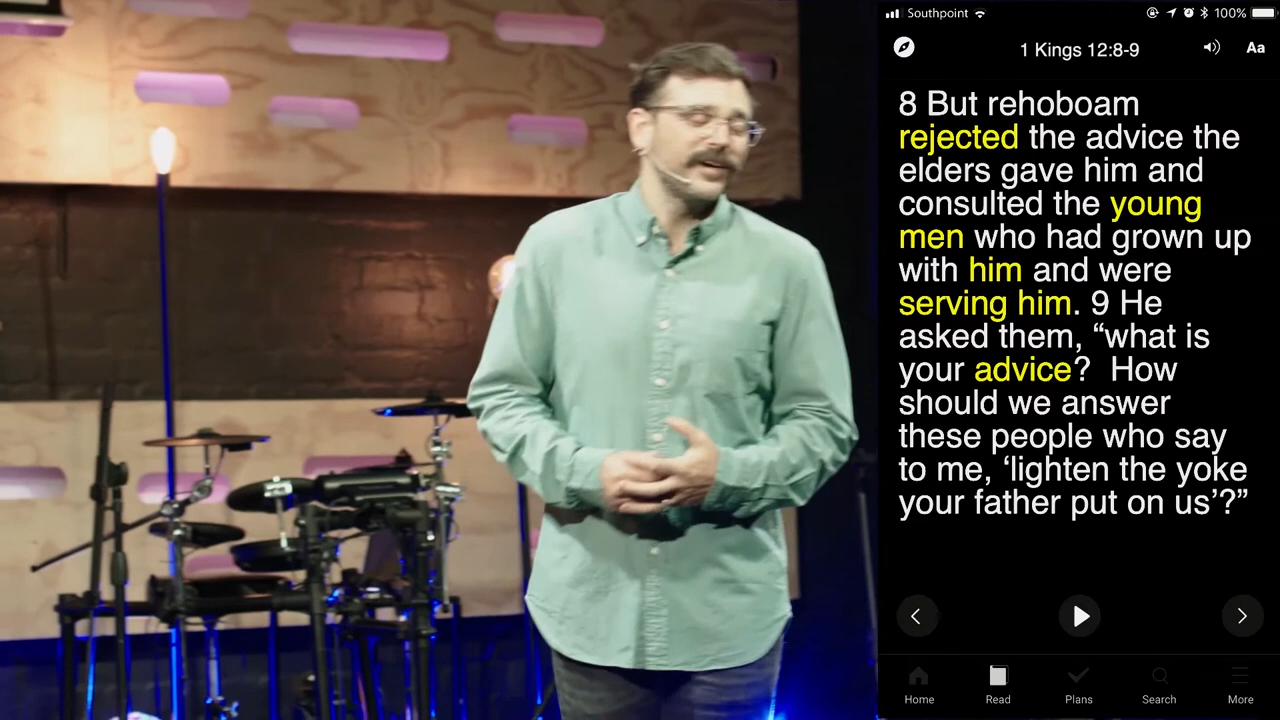 Southpoint
100%
1 Kings 12:8-9
Aa
8 But rehoboam
rejected the advice the
elders gave him and
consulted the young
men who had grown up
with him and were
serving him. 9 He
asked them, “what is
your advice?  How
should we answer
these people who say
to me, ‘lighten the yoke
your father put on us’?”
Home
Read
Plans
Search
More